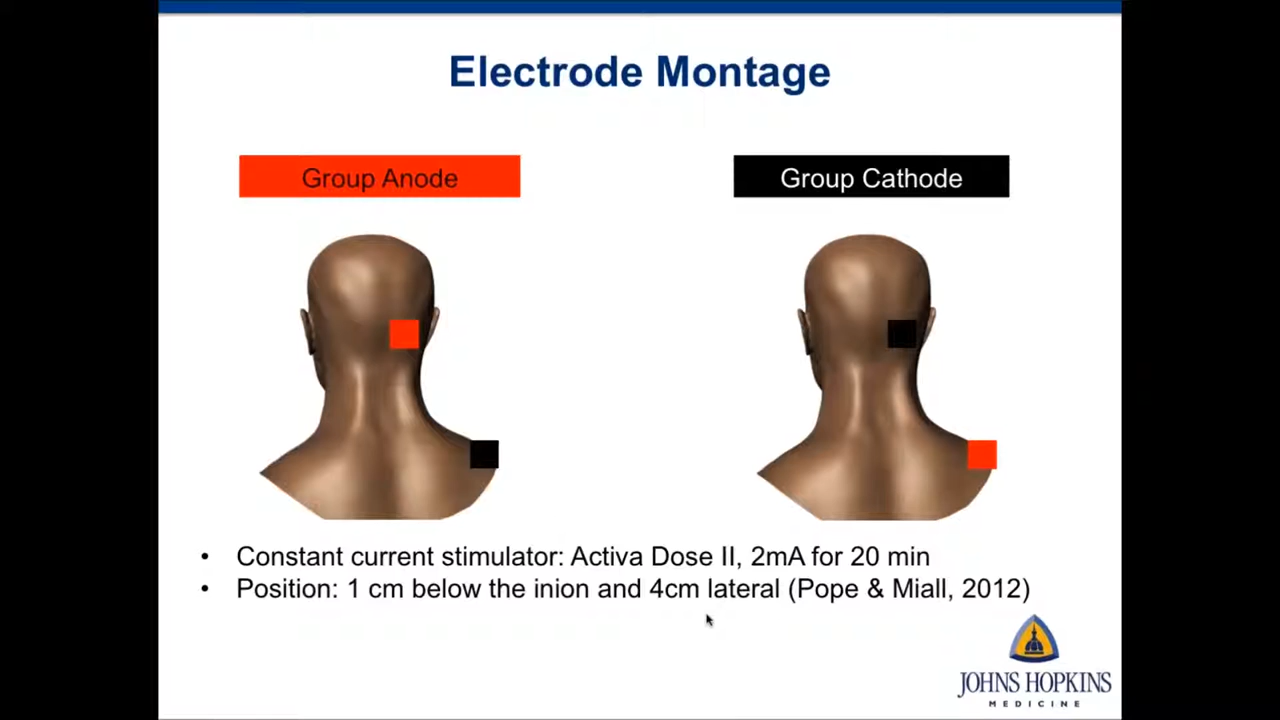 Electrode Montage
Group Anode
Group Cathode
• Constant current stimulator: Activa Dose II, 2mA for 20 min
• Position: 1 cm below the inion and 4cm lateral (Pope & Miall, 2012)
JOHNS HOPKINS
MEDICINE